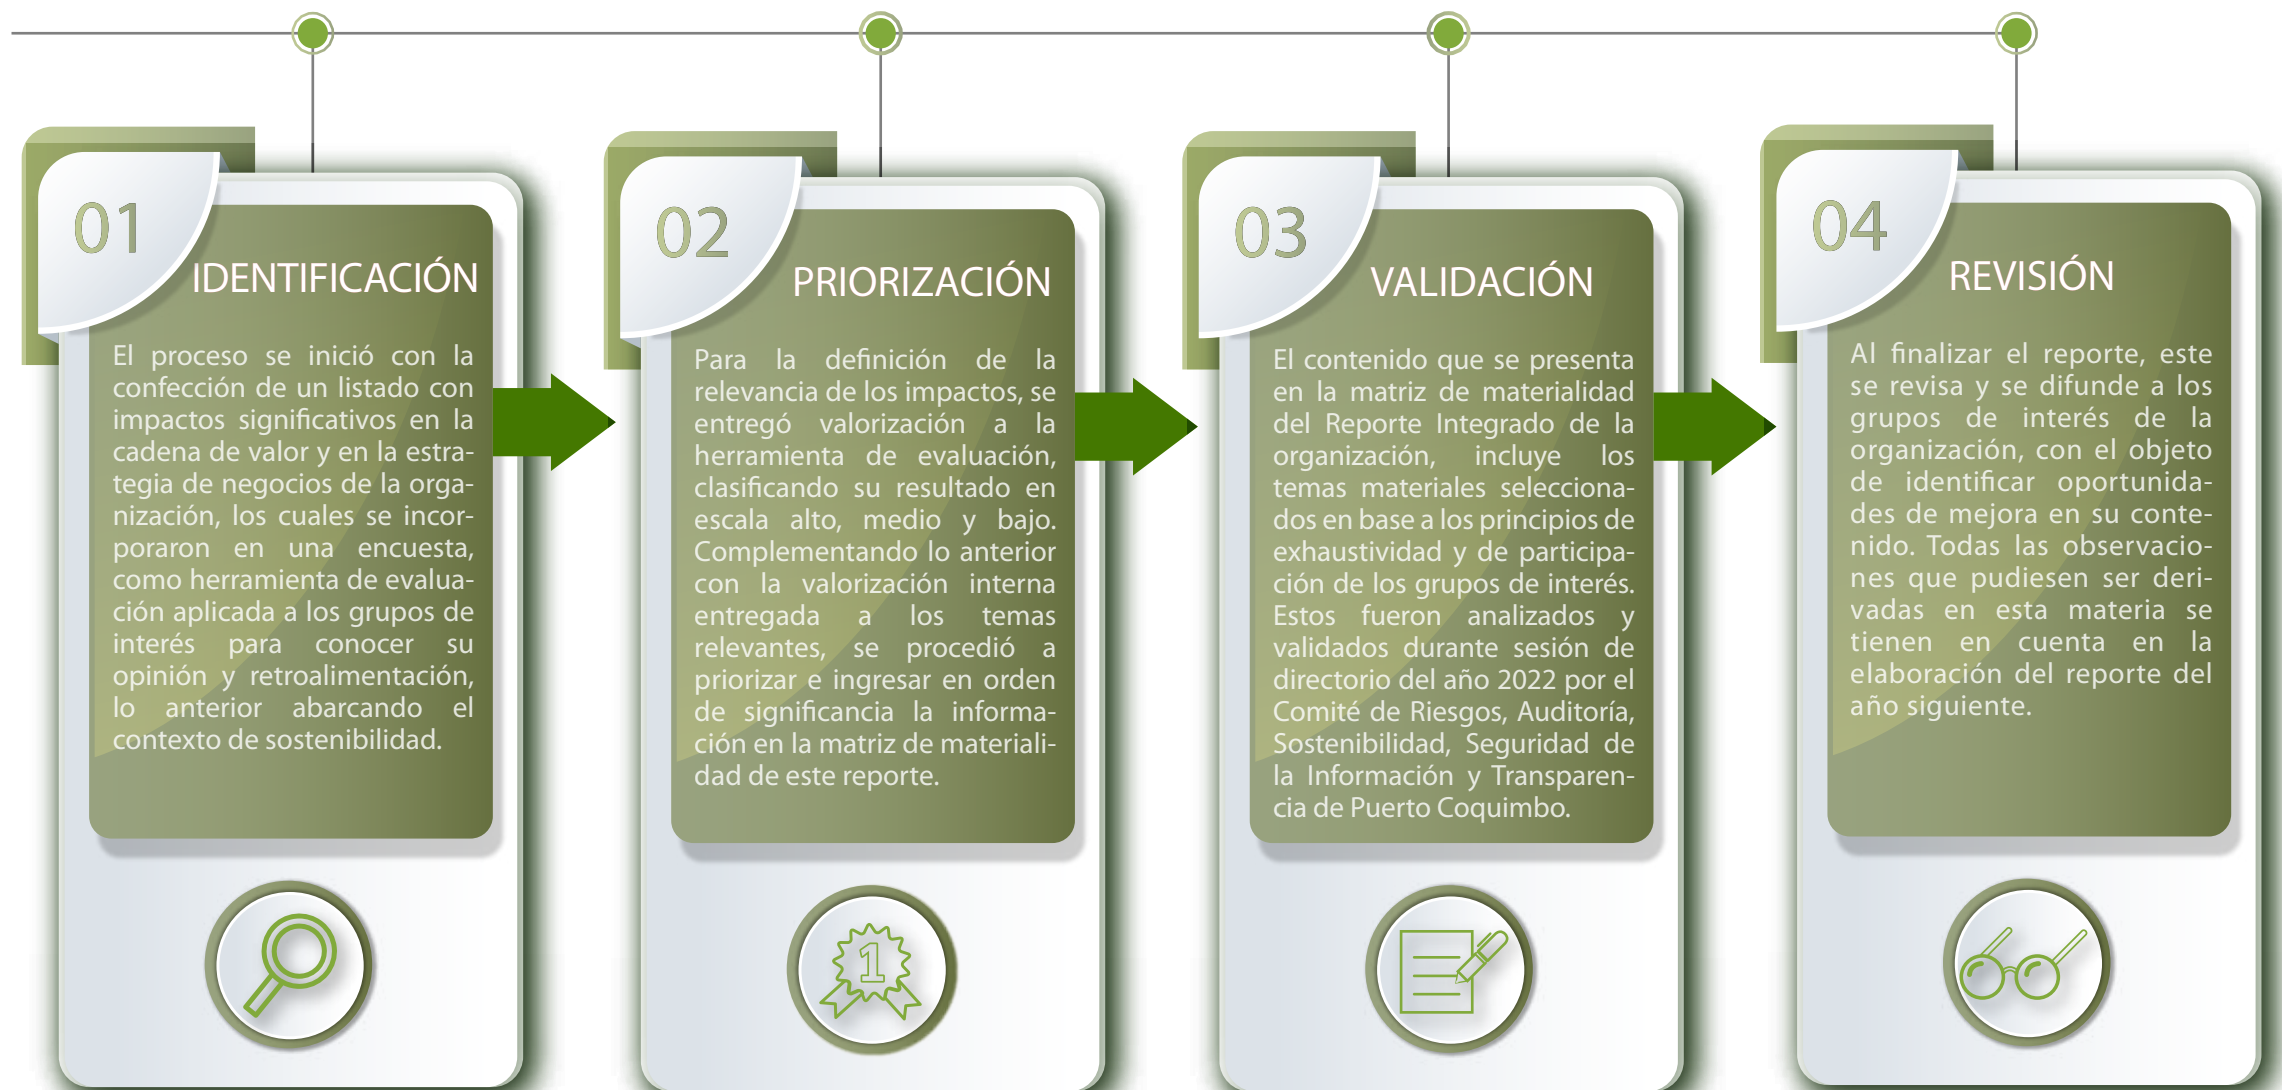 01
IDENTIFICACIÓN
El proceso se inició con la
confección de un listado con
impactos significativos en la
cadena de valor y en la estra-
tegia de negocios de la orga-
nización, los cuales se incor-
poraron en una encuesta,
como herramienta de evalua-
ción aplicada a los grupos de
interés para conocer su
opinión y retroalimentación,
lo anterior abarcando el
contexto de sostenibilidad.
02
PRIORIZACIÓN
Para la definición de la
relevancia de los impactos, se
entregó valorización a la
herramienta de evaluación,
clasificando su resultado en
escala alto, medio y bajo.
Complementando lo anterior
con la valorización interna
entregada a los temas
relevantes, se procedió a
priorizar e ingresar en orden
de significancia la informa-
ción en la matriz de materiali-
dad de este reporte.
1
03
VALIDACIÓN
El contenido que se presenta
en la matriz de materialidad
del Reporte Integrado de la
organización, incluye los
temas materiales selecciona-
dos en base a los principios de
exhaustividad y de participa-
ción de los grupos de interés.
Estos fueron analizados y
validados durante sesión de
directorio del año 2022 por el
Comité de Riesgos, Auditoría,
Sostenibilidad, Seguridad de
la Información y Transparen-
cia de Puerto Coquimbo.
04
REVISIÓN
Al finalizar el reporte, este
se revisa y se difunde a los
grupos de interés de la
organización, con el objeto
de identificar oportunida-
des de mejora en su conte-
nido. Todas las observacio-
nes que pudiesen ser deri-
vadas en esta materia se
tienen en cuenta en la
elaboración del reporte del
año siguiente.